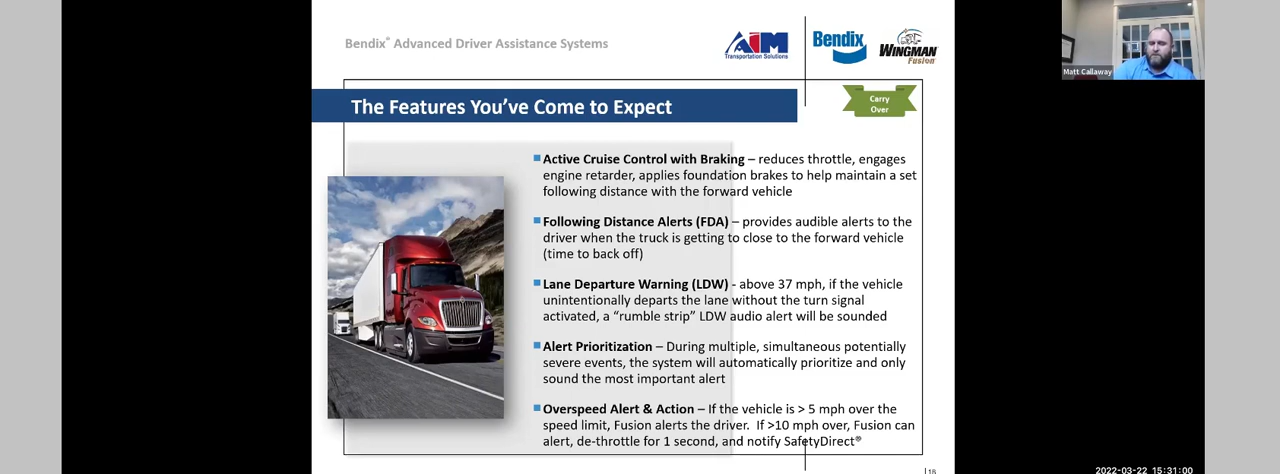 Bendix® Advanced Driver Assistance Systems
AIM
Transportation Solutions
Bendix
WINGMAN
Fusion
Matt Callaway
The Features You've Come to Expect
Carry
Over
Active Cruise Control with Braking – reduces throttle, engages
engine retarder, applies foundation brakes to help maintain a set
following distance with the forward vehicle
Following Distance Alerts (FDA) – provides audible alerts to the
driver when the truck is getting to close to the forward vehicle
(time to back off)
Lane Departure Warning (LDW) - above 37 mph, if the vehicle
unintentionally departs the lane without the turn signal
activated, a “rumble strip” LDW audio alert will be sounded
Alert Prioritization – During multiple, simultaneous potentially
severe events, the system will automatically prioritize and only
sound the most important alert
Overspeed Alert & Action – If the vehicle is > 5 mph over the
speed limit, Fusion alerts the driver. If >10 mph over, Fusion can
alert, de-throttle for 1 second, and notify SafetyDirect®
2022-03-22 15:31:00